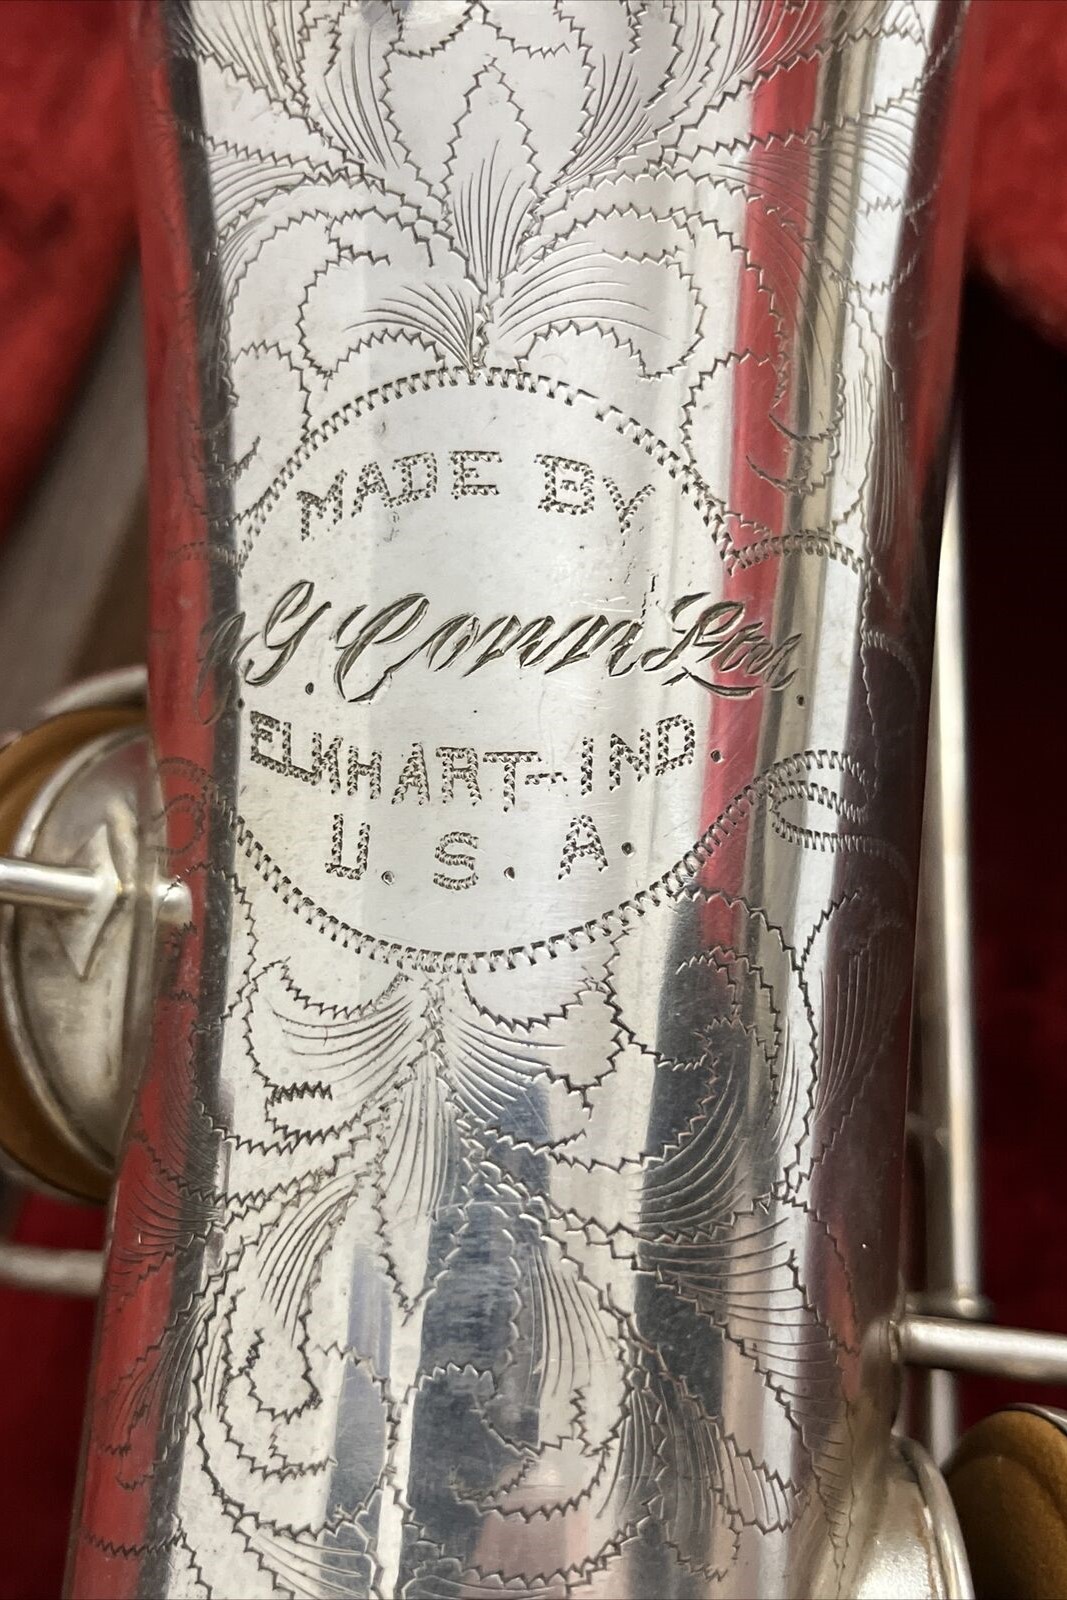 MADE BY
C.G. Conn Ltd.
ELKHART-IND.
U.S.A.